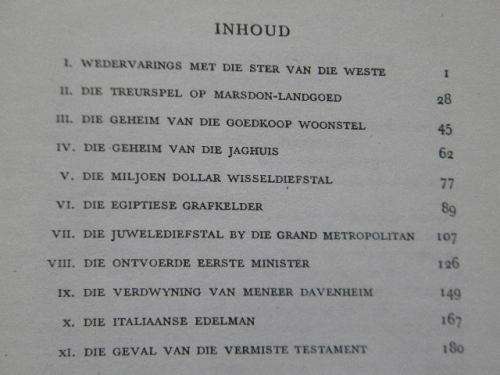 INHOUD
I. WEDERVARINGS MET DIE STER VAN DIE WESTE 1
II. DIE TREURSPEL OP MARSDON-LANDGOED 28
III. DIE GEHEIM VAN DIE GOEDKOOP WOONSTEL 45
IV. DIE GEHEIM VAN DIE JAGHUIS 62
V. DIE MILJOEN DOLLAR WISSELDIEFSTAL 77
VI. DIE EGIPTIESE GRAFKELDER 89
VII. DIE JUWELEDIEFSTAL BY DIE GRAND METROPOLITAN 107
VIII. DIE ONTVOERDE EERSTE MINISTER 126
IX. DIE VERDWYNING VAN MENEER DAVENHEIM 149
X. DIE ITALIAANSE EDELMAN 167
XI. DIE GEVAL VAN DIE VERMISTE TESTAMENT 180